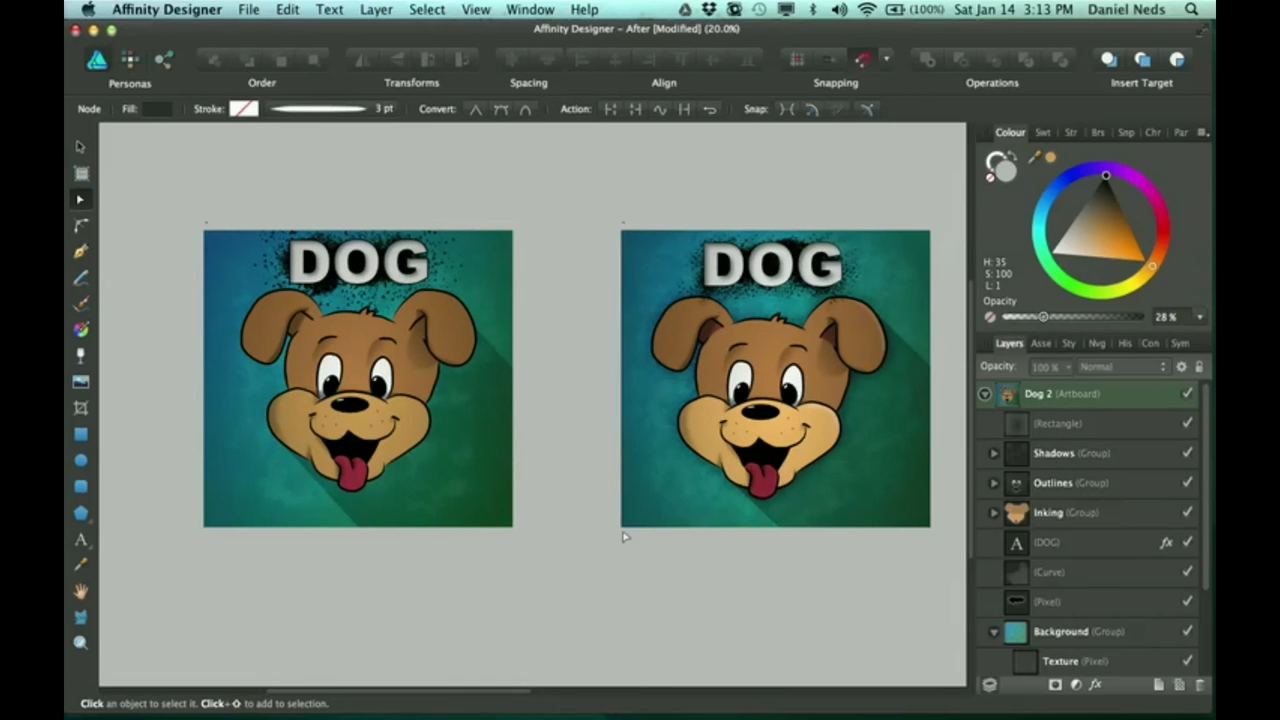 Affinity Designer File Edit Text Layer Select View Window Help (100%) Sat Jan 14 3:13 PM Daniel Neds
Affinity Designer – After [Modified] (20.0%)
Personas Order Transforms Spacing Align Snapping Operations Insert Target
Node Fill: Stroke: 3 pt Convert: Action: Snap:
Colour Swt Str Brs Snp Chr Par
H: 35
S: 100
L: 1
Opacity
28 %
Layers Asse Sty Nvg His Con Sym
Opacity: 100 % Normal
Dog 2 (Artboard)
(Rectangle)
Shadows (Group)
Outlines (Group)
Inking (Group)
A (DOG) fx
(Curve)
(Pixel)
Background (Group)
Texture (Pixel)
fx
DOG
DOG
A
Click an object to select it. Click+⇧ to add to selection.